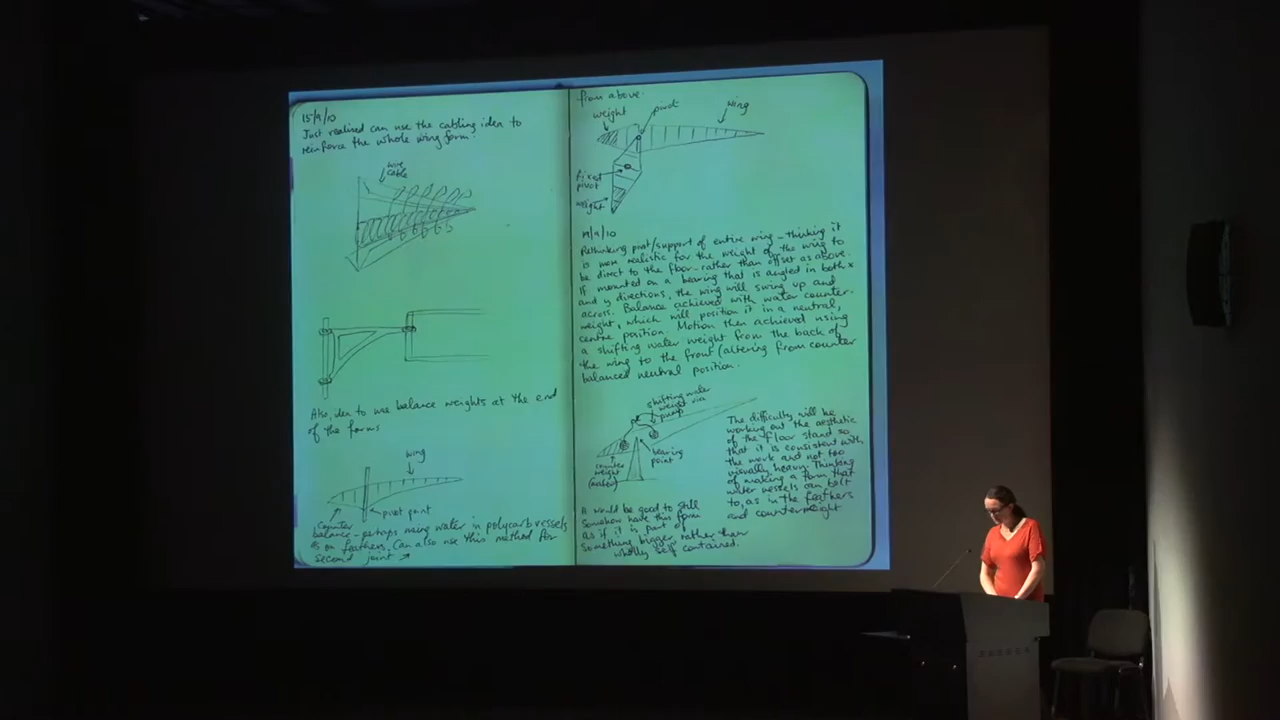 15/9/10
Just realised can use the cabling idea to
reinforce the whole wing form.
wire
cable
Also, idea to use balance weights at the end
of the forms
wing
pivot point
Counter
balance - perhaps using water in polycarb vessels
as on feathers. Can also use this method for
second joint
from above.
weight
pivot
wing
fixed
pivot
weight
19/9/10
Rethinking pivot/support of entire wing - thinking it
is more realistic for the weight of the wing to
be direct to the floor - rather than offset as above.
If mounted on a bearing that is angled in both x
and y directions, the wing will swing up and
across. Balance achieved with water counter-
weight, which will position it in a neutral,
centre position. Motion then achieved using
a shifting water weight from the back of
the wing to the front (altering from counter
balanced neutral position.
shifting water
weight via
pump
counter
weight
(water)
bearing
point
The difficulty will be
working out the aesthetic
of the floor stand so
that it is consistent with
the work and not too
visually heavy. Thinking
of making a form that
water vessels can bolt
to, as in the feathers
and counterweight
It would be good to still
somehow have this form
as if it is part of
something bigger rather than
wholly self contained.